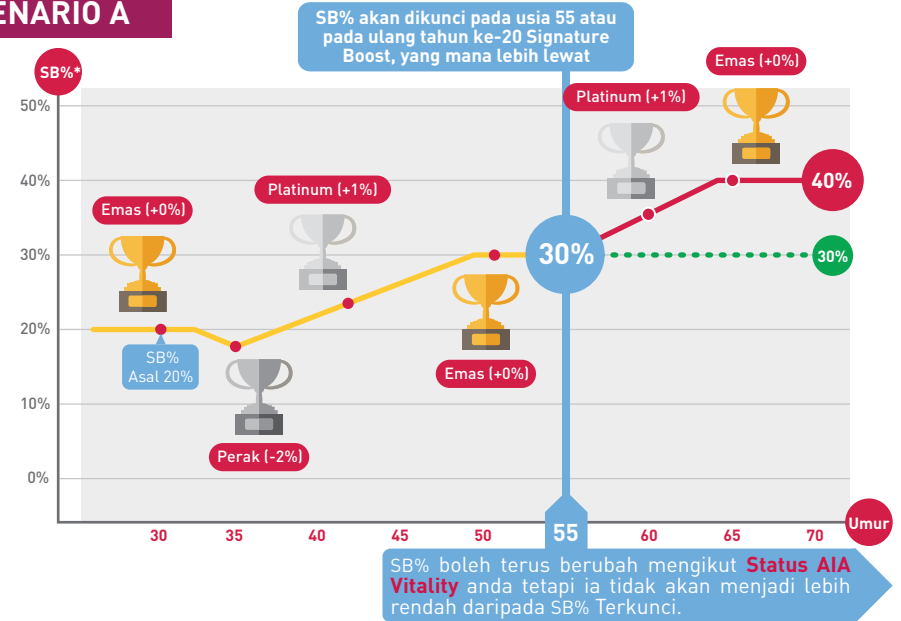 ENARIO A
SB% akan dikunci pada usia 55 atau
pada ulang tahun ke-20 Signature
Boost, yang mana lebih lewat
SB%*
50%
40%
30%
20%
10%
0%
Emas (+0%)
Platinum (+1%)
Platinum (+1%)
Emas (+0%)
SB%
Asal 20%
Perak (-2%)
Emas (+0%)
30%
40%
30%
30
35
40
45
50
55
60
65
70
Umur
SB% boleh terus berubah mengikut Status AIA
Vitality anda tetapi ia tidak akan menjadi lebih
rendah daripada SB% Terkunci.